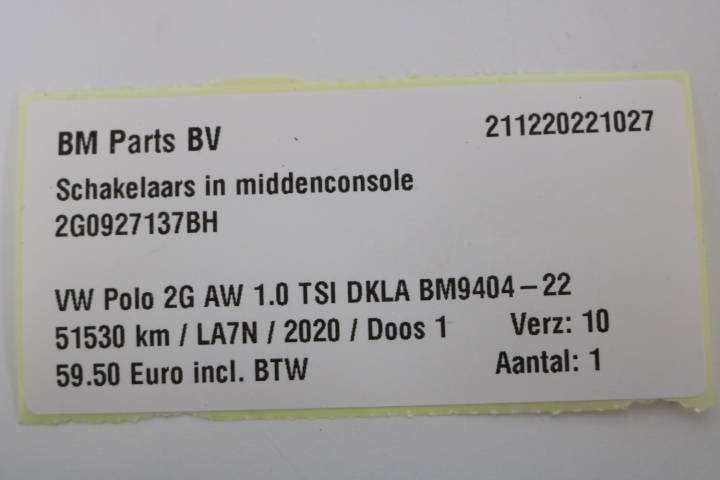 BM Parts BV 211220221027
Schakelaars in middenconsole
2G0927137BH
VW Polo 2G AW 1.0 TSI DKLA BM9404-22
51530 km / LA7N / 2020 / Doos 1 Verz: 10
59.50 Euro incl. BTW Aantal: 1